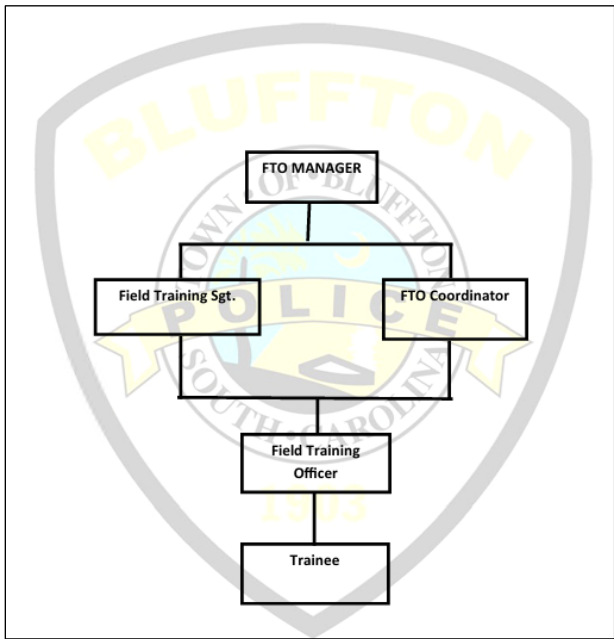 BLUFFTON
FTO MANAGER
TOWN OF BLUFFTON
Field Training Sgt.
FTO Coordinator
POLICE
SOUTH CAROLINA
Field Training
Officer
1903
Trainee